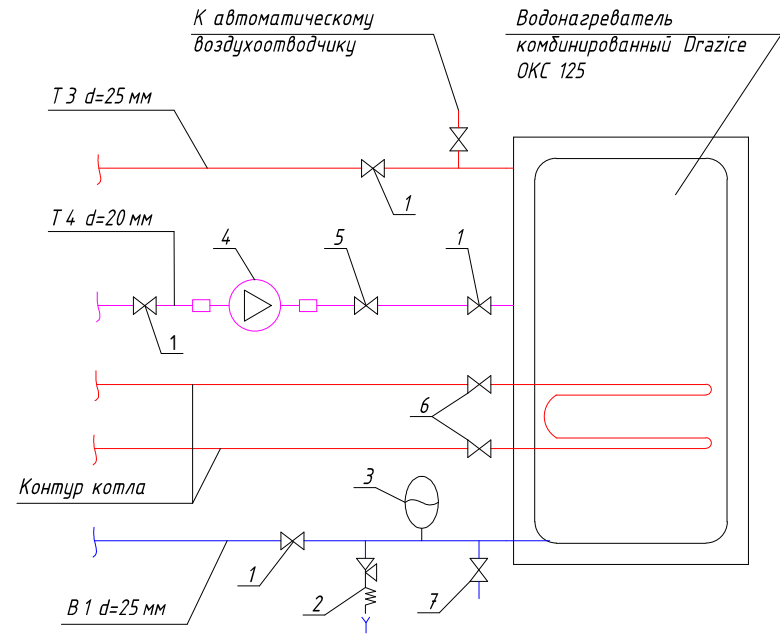 К автоматическому
воздухоотводчику
Водонагреватель
комбинированный Drazice
ОКС 125
Т 3 d=25 мм
1
Т 4 d=20 мм
4
5
1
1
6
Контур котла
3
1
2
7
В 1 d=25 мм